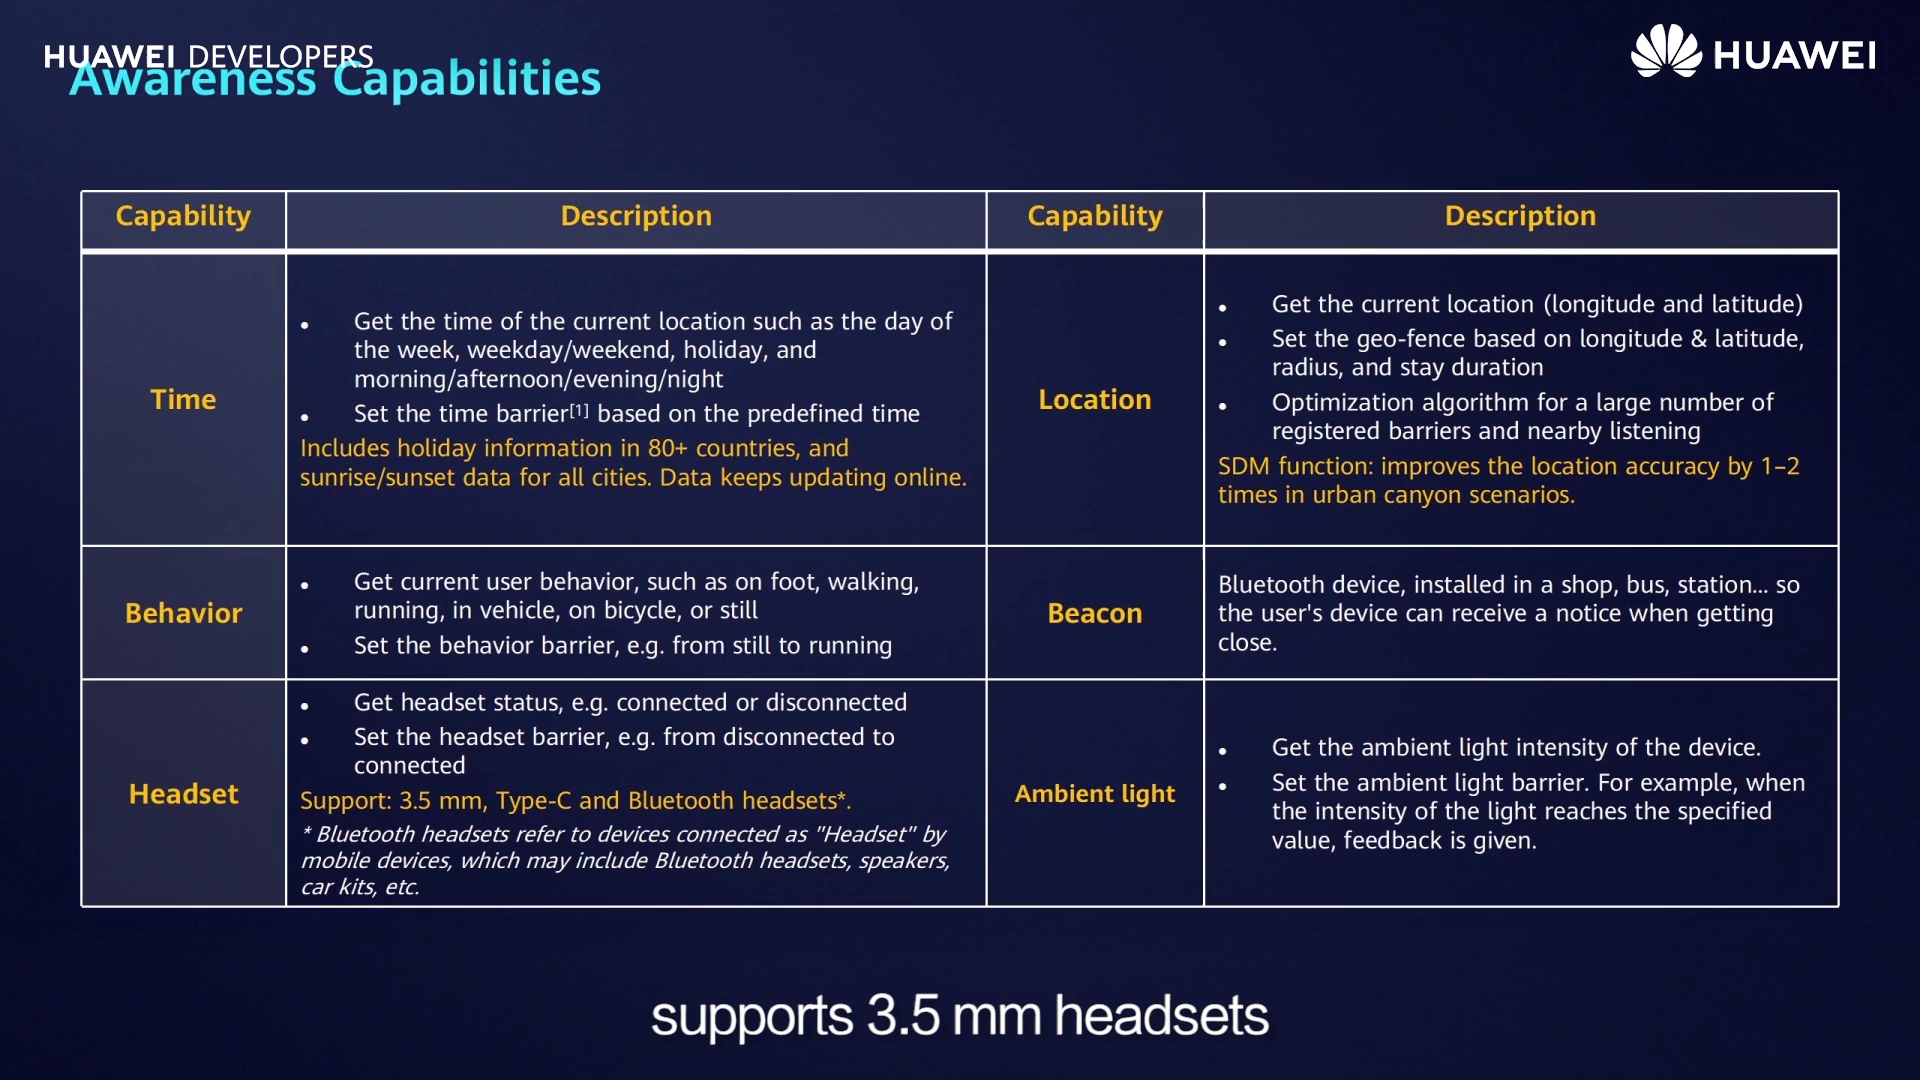 HUAWEI DEVELOPERS
HUAWEI
Awareness Capabilities
Capability
Description
Capability
Description
Time
• Get the time of the current location such as the day of
the week, weekday/weekend, holiday, and
morning/afternoon/evening/night
• Set the time barrier[1] based on the predefined time
Includes holiday information in 80+ countries, and
sunrise/sunset data for all cities. Data keeps updating online.
Location
• Get the current location (longitude and latitude)
• Set the geo-fence based on longitude & latitude,
radius, and stay duration
• Optimization algorithm for a large number of
registered barriers and nearby listening
SDM function: improves the location accuracy by 1–2
times in urban canyon scenarios.
Behavior
• Get current user behavior, such as on foot, walking,
running, in vehicle, on bicycle, or still
• Set the behavior barrier, e.g. from still to running
Beacon
Bluetooth device, installed in a shop, bus, station... so
the user's device can receive a notice when getting
close.
Headset
• Get headset status, e.g. connected or disconnected
• Set the headset barrier, e.g. from disconnected to
connected
Support: 3.5 mm, Type-C and Bluetooth headsets*.
* Bluetooth headsets refer to devices connected as "Headset" by
mobile devices, which may include Bluetooth headsets, speakers,
car kits, etc.
Ambient light
• Get the ambient light intensity of the device.
• Set the ambient light barrier. For example, when
the intensity of the light reaches the specified
value, feedback is given.
supports 3.5 mm headsets